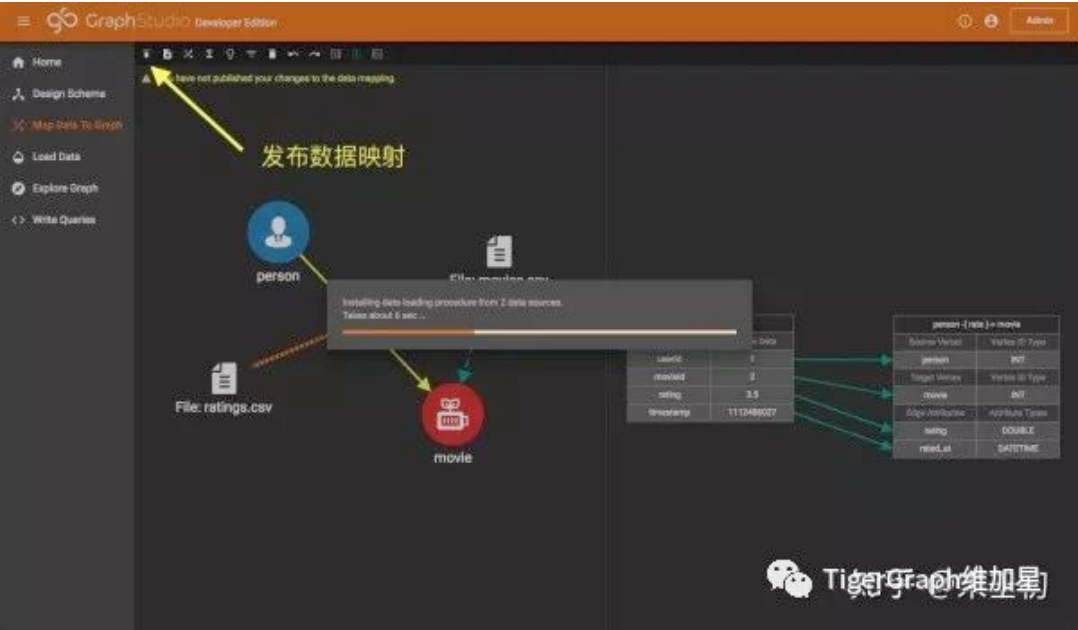 GraphStudio Developer Edition
Admin
Home
Design Schema
Map Data To Graph
Load Data
Explore Graph
Write Queries
have not published your changes to the data mapping.
发布数据映射
person
Installing data loading procedure from 2 data sources.
Takes about 6 sec ...
File: ratings.csv
movie
userId 1
movieId 2
rating 3.5
timestamp 1112486027
person -( rate )-> movie
Source Vertex Vertex ID Type
person INT
Target Vertex Vertex ID Type
movie INT
Edge Attributes Attribute Types
rating DOUBLE
rated_at DATETIME
TigerGraph维加星